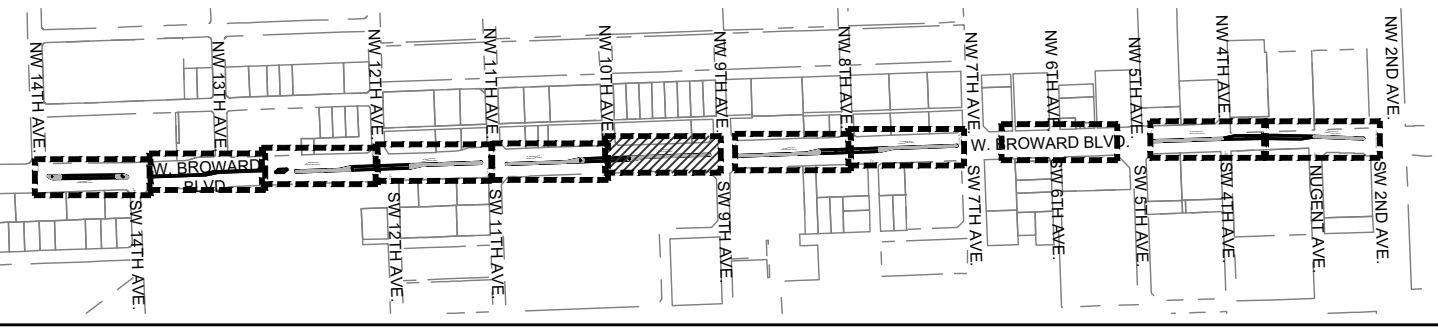 NW 14TH AVE.
NW 13TH AVE.
NW 12TH AVE.
NW 11TH AVE.
NW 10TH AVE.
NW 9TH AVE.
NW 8TH AVE.
NW 7TH AVE.
NW 6TH AVE.
NW 5TH AVE.
NW 4TH AVE.
NW 2ND AVE.
W. BROWARD
BLVD.
W. BROWARD BLVD.
SW 14TH AVE.
SW 12TH AVE.
SW 11TH AVE.
SW 9TH AVE.
SW 7TH AVE.
SW 6TH AVE.
SW 5TH AVE.
SW 4TH AVE.
NUGENT AVE.
SW 2ND AVE.